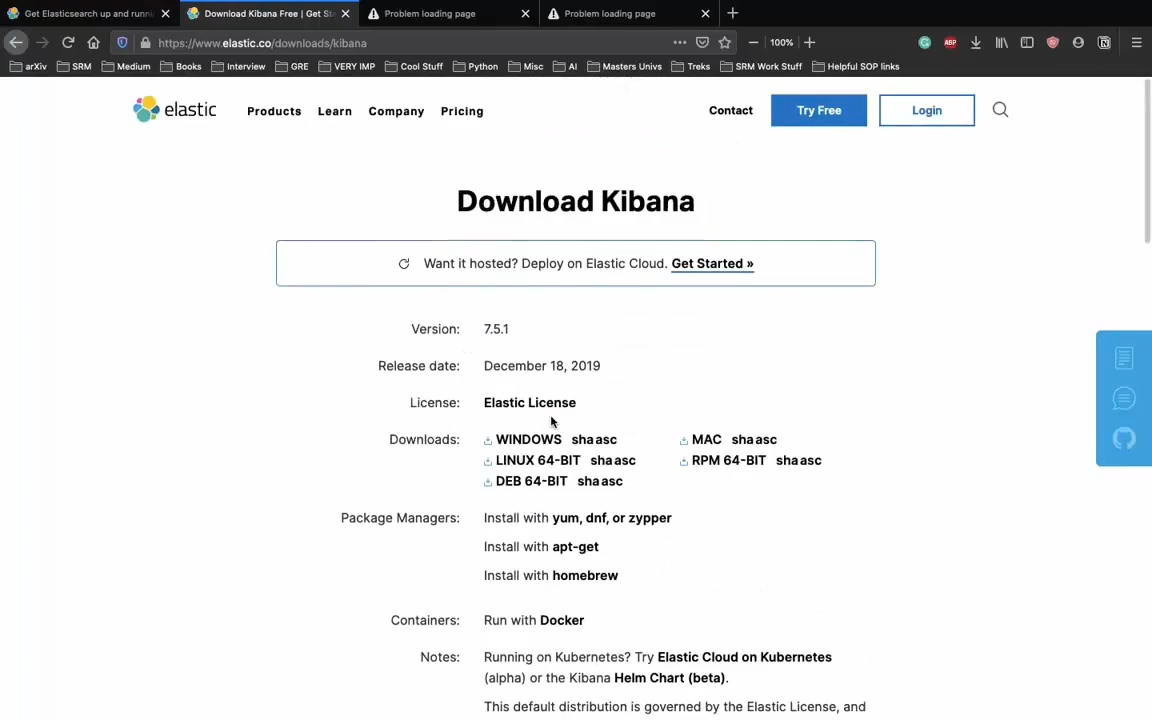 Get Elasticsearch up and runni
Download Kibana Free | Get St
Problem loading page
Problem loading page
https://www.elastic.co/downloads/kibana
100%
ABP
arXiv SRM Medium Books Interview GRE VERY IMP Cool Stuff Python Misc AI Masters Univs Treks SRM Work Stuff Helpful SOP links
elastic Products Learn Company Pricing Contact Try Free Login
Download Kibana
Want it hosted? Deploy on Elastic Cloud. Get Started »
Version: 7.5.1
Release date: December 18, 2019
License: Elastic License
Downloads: WINDOWS sha asc MAC sha asc
LINUX 64-BIT sha asc RPM 64-BIT sha asc
DEB 64-BIT sha asc
Package Managers: Install with yum, dnf, or zypper
Install with apt-get
Install with homebrew
Containers: Run with Docker
Notes: Running on Kubernetes? Try Elastic Cloud on Kubernetes
(alpha) or the Kibana Helm Chart (beta).
This default distribution is governed by the Elastic License, and